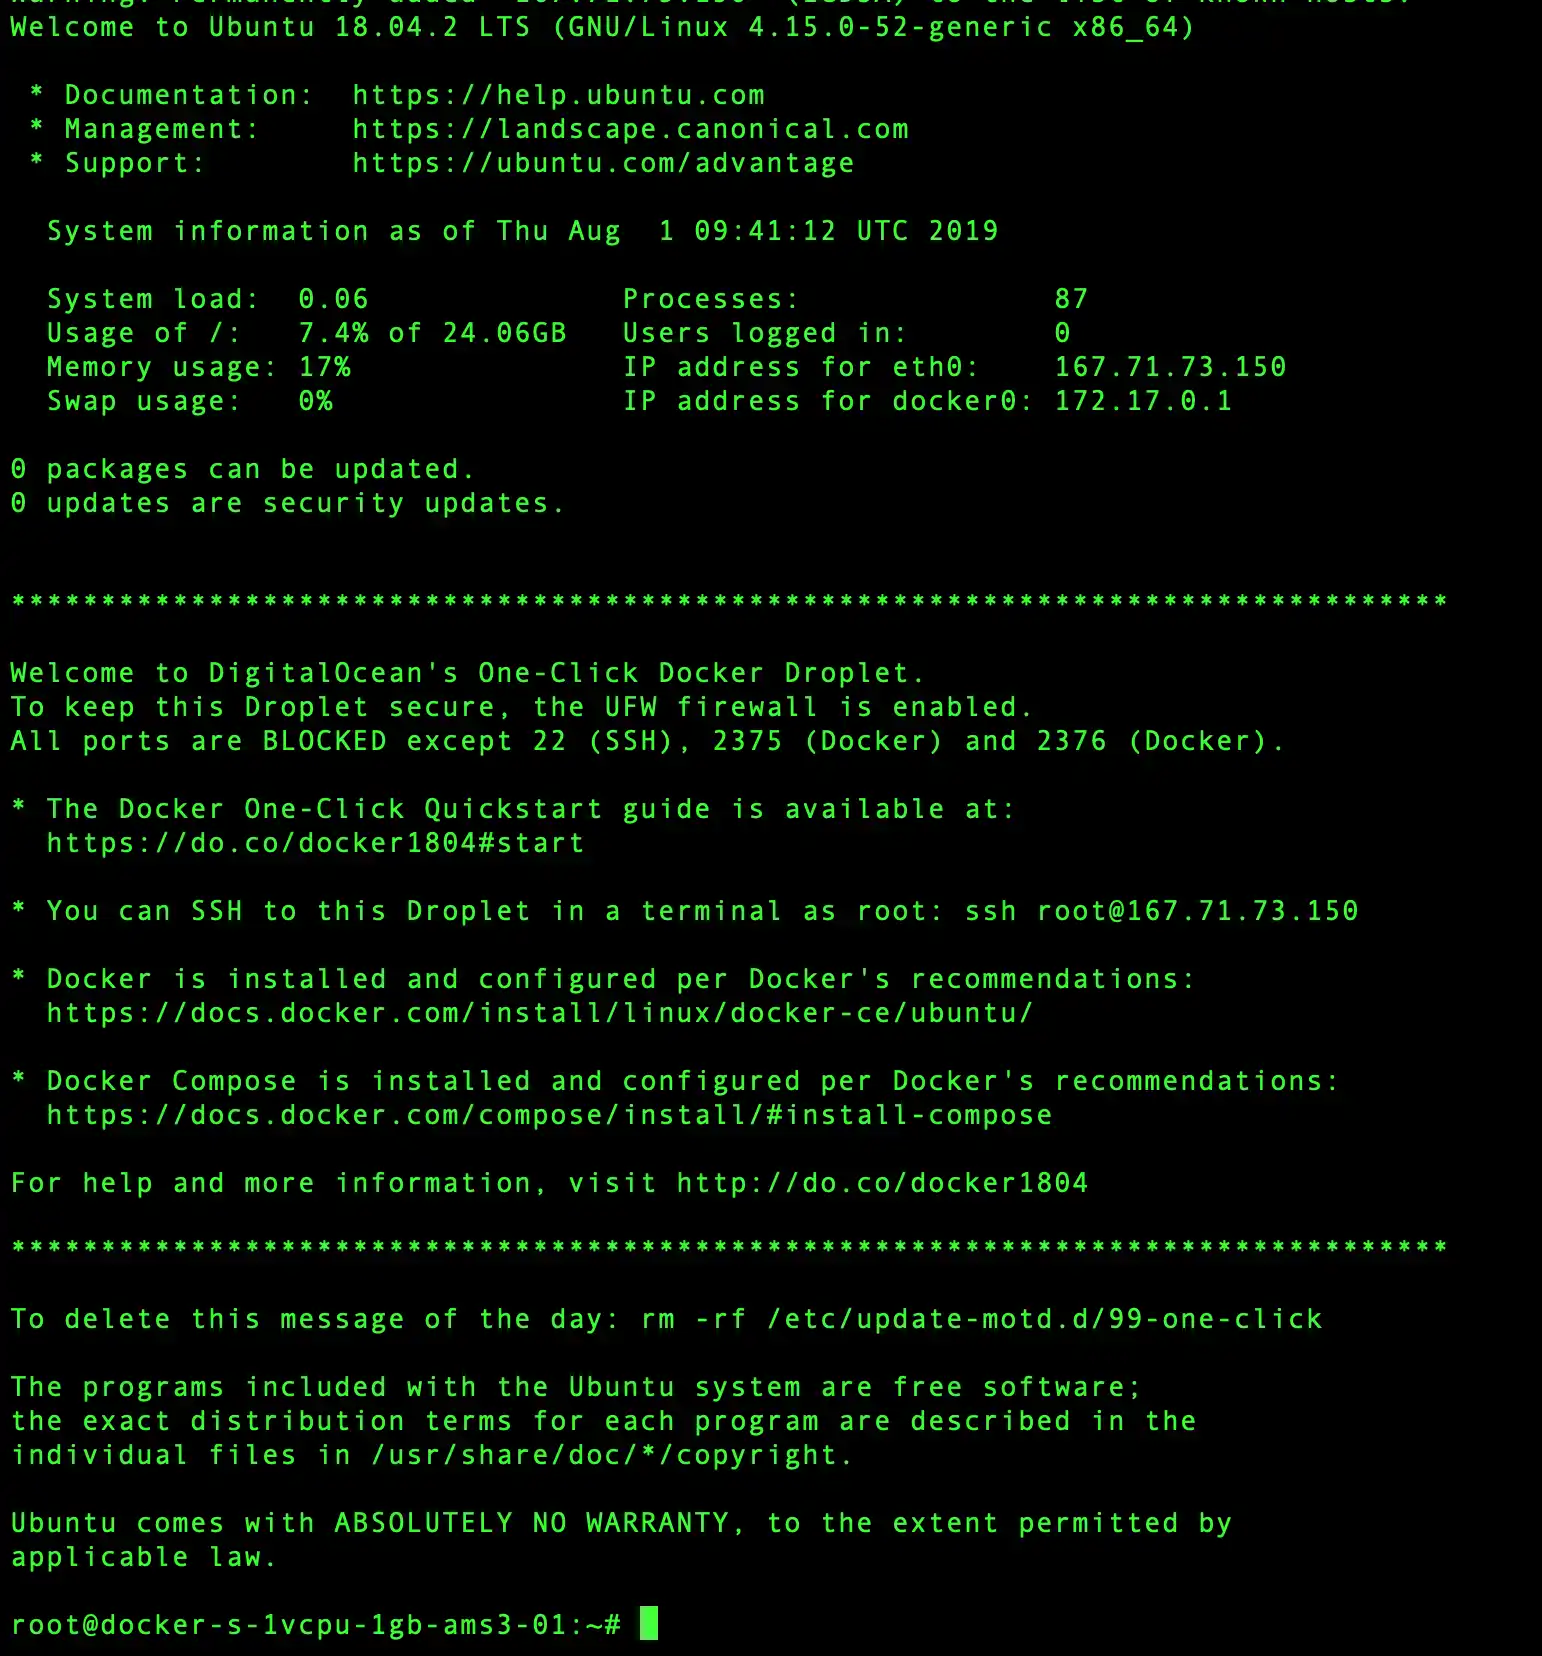 Welcome to Ubuntu 18.04.2 LTS (GNU/Linux 4.15.0-52-generic x86_64)
* Documentation:  https://help.ubuntu.com
* Management:     https://landscape.canonical.com
* Support:        https://ubuntu.com/advantage
System information as of Thu Aug  1 09:41:12 UTC 2019
System load:  0.06              Processes:              87
Usage of /:   7.4% of 24.06GB   Users logged in:        0
Memory usage: 17%               IP address for eth0:    167.71.73.150
Swap usage:   0%                IP address for docker0: 172.17.0.1
0 packages can be updated.
0 updates are security updates.
********************************************************************************
Welcome to DigitalOcean's One-Click Docker Droplet.
To keep this Droplet secure, the UFW firewall is enabled.
All ports are BLOCKED except 22 (SSH), 2375 (Docker) and 2376 (Docker).
* The Docker One-Click Quickstart guide is available at:
https://do.co/docker1804#start
* You can SSH to this Droplet in a terminal as root: ssh root@167.71.73.150
* Docker is installed and configured per Docker's recommendations:
https://docs.docker.com/install/linux/docker-ce/ubuntu/
* Docker Compose is installed and configured per Docker's recommendations:
https://docs.docker.com/compose/install/#install-compose
For help and more information, visit http://do.co/docker1804
********************************************************************************
To delete this message of the day: rm -rf /etc/update-motd.d/99-one-click
The programs included with the Ubuntu system are free software;
the exact distribution terms for each program are described in the
individual files in /usr/share/doc/*/copyright.
Ubuntu comes with ABSOLUTELY NO WARRANTY, to the extent permitted by
applicable law.
root@docker-s-1vcpu-1gb-ams3-01:~#